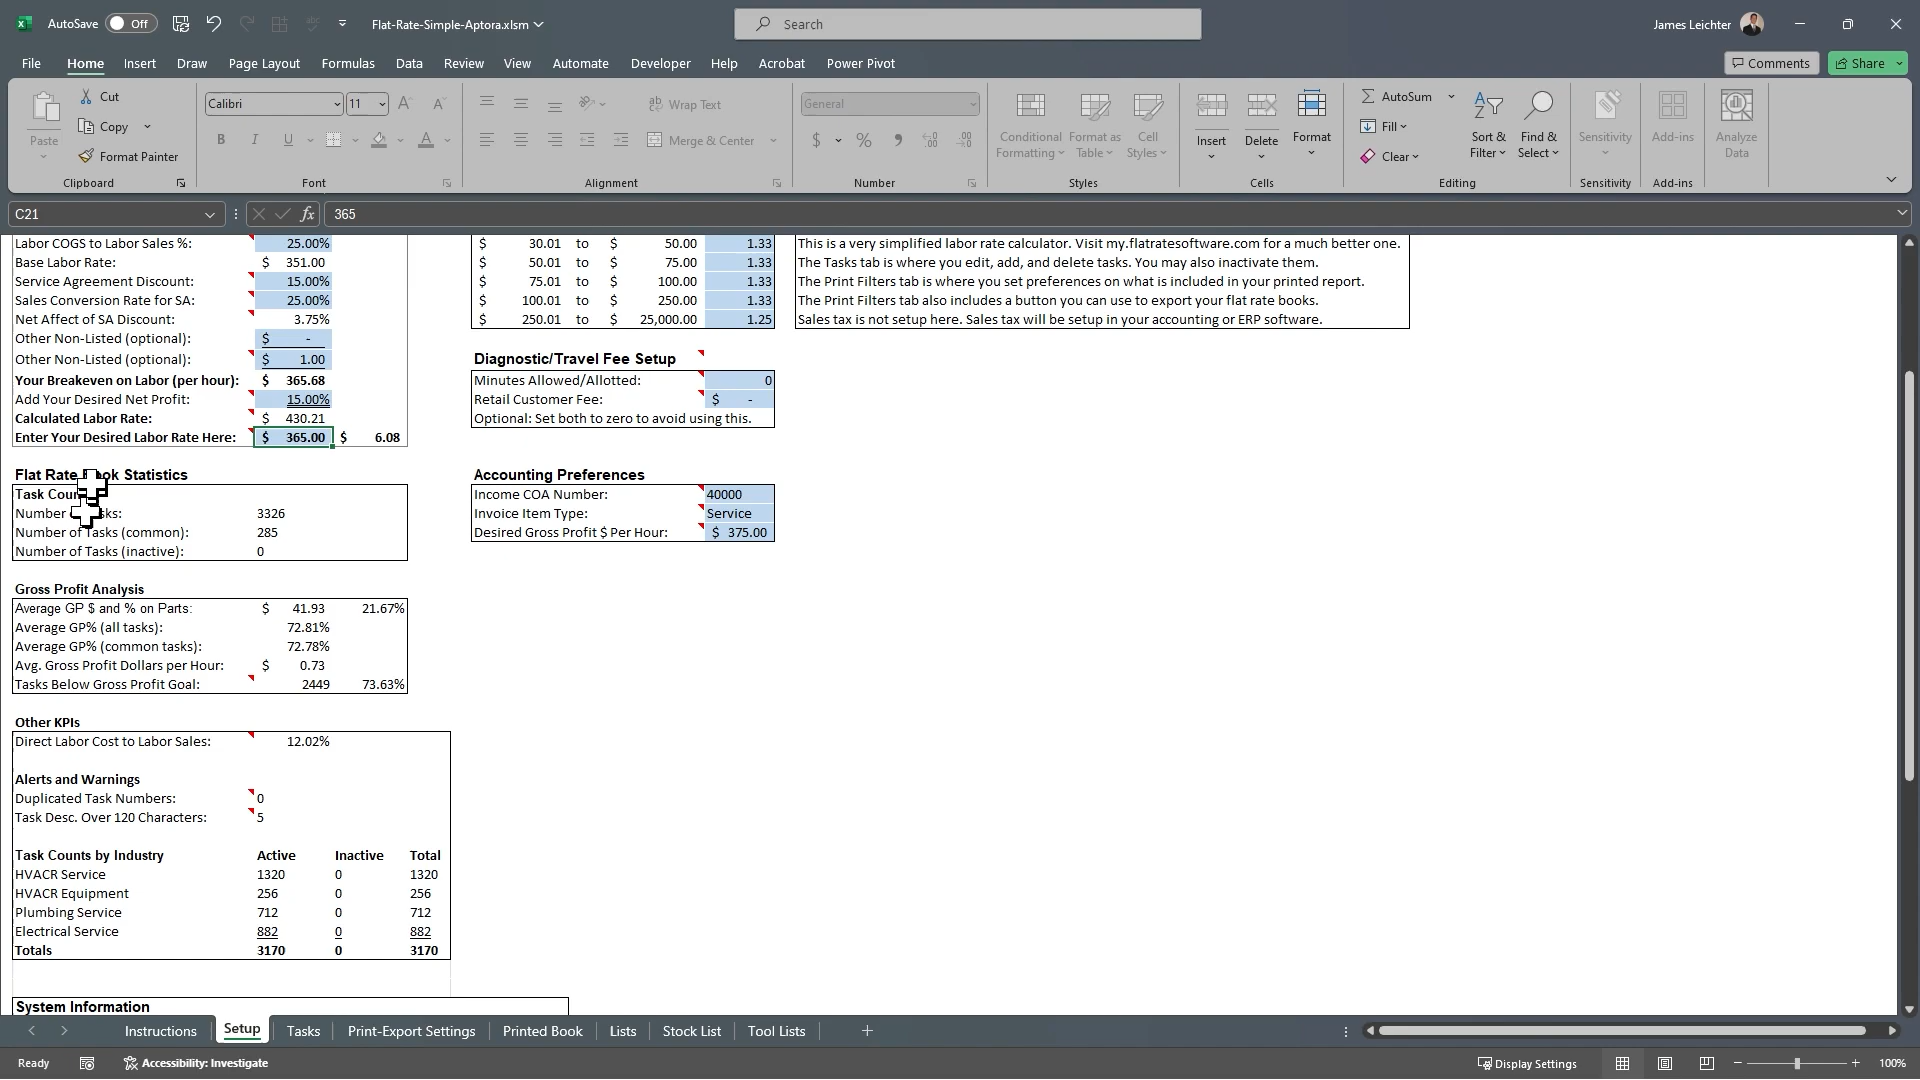 AutoSave Off Flat-Rate-Simple-Aptora.xlsm Search James Leichter
File Home Insert Draw Page Layout Formulas Data Review View Automate Developer Help Acrobat Power Pivot Comments Share
Paste Cut Copy Format Painter Clipboard
Calibri 11 B I U Font
Wrap Text Merge & Center Alignment
General $ % Number
Conditional Formatting Format as Table Cell Styles Styles
Insert Delete Format Cells
AutoSum Fill Clear Sort & Filter Find & Select Editing
Sensitivity Sensitivity
Add-ins Add-ins
Analyze Data
C21 fx 365
Labor COGS to Labor Sales %: 25.00%
Base Labor Rate: $ 351.00
Service Agreement Discount: 15.00%
Sales Conversion Rate for SA: 25.00%
Net Affect of SA Discount: 3.75%
Other Non-Listed (optional): $ -
Other Non-Listed (optional): $ 1.00
Your Breakeven on Labor (per hour): $ 365.68
Add Your Desired Net Profit: 15.00%
Calculated Labor Rate: $ 430.21
Enter Your Desired Labor Rate Here: $ 365.00 $ 6.08
$ 30.01 to $ 50.00 1.33
$ 50.01 to $ 75.00 1.33
$ 75.01 to $ 100.00 1.33
$ 100.01 to $ 250.00 1.33
$ 250.01 to $ 25,000.00 1.25
This is a very simplified labor rate calculator. Visit my.flatratesoftware.com for a much better one.
The Tasks tab is where you edit, add, and delete tasks. You may also inactivate them.
The Print Filters tab is where you set preferences on what is included in your printed report.
The Print Filters tab also includes a button you can use to export your flat rate books.
Sales tax is not setup here. Sales tax will be setup in your accounting or ERP software.
Diagnostic/Travel Fee Setup
Minutes Allowed/Allotted: 0
Retail Customer Fee: $ -
Optional: Set both to zero to avoid using this.
Flat Rate ook Statistics
Task Coun
Number sks: 3326
Number of Tasks (common): 285
Number of Tasks (inactive): 0
Accounting Preferences
Income COA Number: 40000
Invoice Item Type: Service
Desired Gross Profit $ Per Hour: $ 375.00
Gross Profit Analysis
Average GP $ and % on Parts: $ 41.93 21.67%
Average GP% (all tasks): 72.81%
Average GP% (common tasks): 72.78%
Avg. Gross Profit Dollars per Hour: $ 0.73
Tasks Below Gross Profit Goal: 2449 73.63%
Other KPIs
Direct Labor Cost to Labor Sales: 12.02%
Alerts and Warnings
Duplicated Task Numbers: 0
Task Desc. Over 120 Characters: 5
Task Counts by Industry Active Inactive Total
HVACR Service 1320 0 1320
HVACR Equipment 256 0 256
Plumbing Service 712 0 712
Electrical Service 882 0 882
Totals 3170 0 3170
System Information
Instructions Setup Tasks Print-Export Settings Printed Book Lists Stock List Tool Lists
Ready Accessibility: Investigate Display Settings 100%